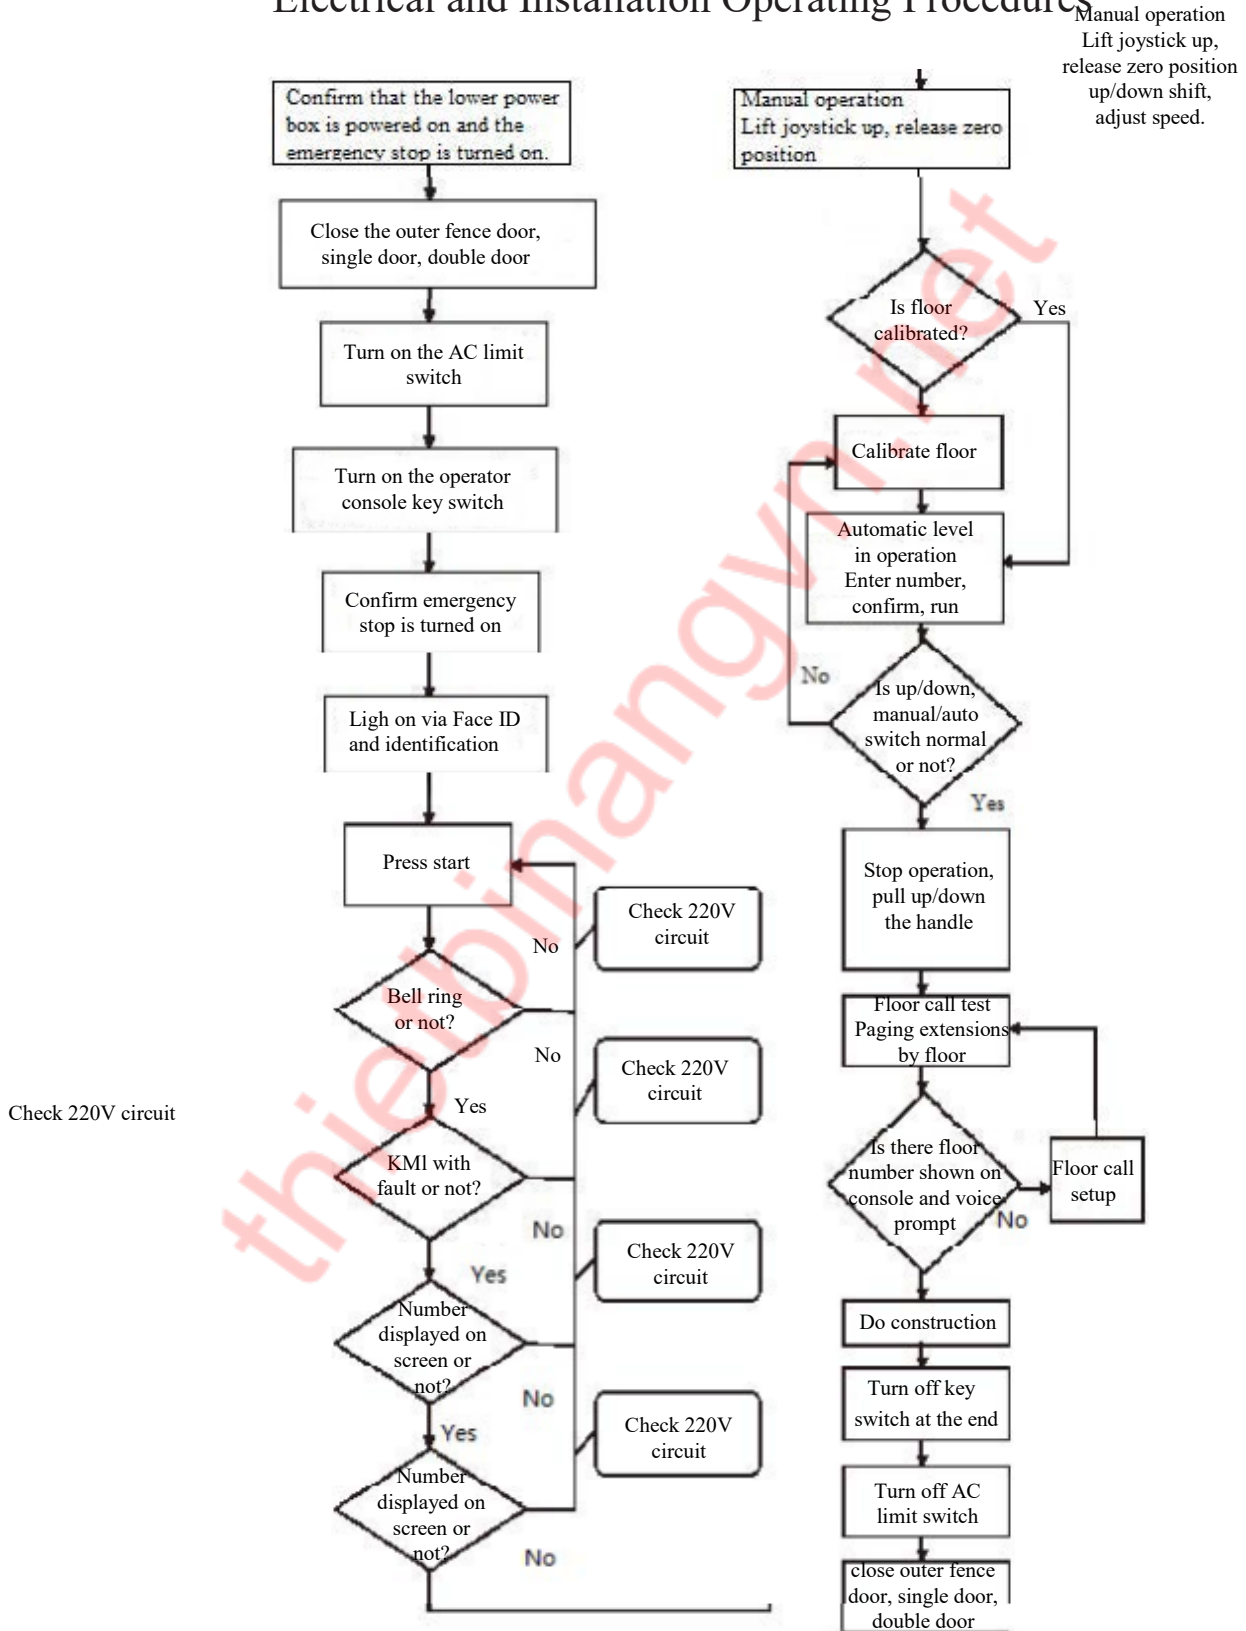 Electrical and Installation Operating Procedures
Manual operation
Lift joystick up,
release zero position
up/down shift,
adjust speed.
Confirm that the lower power
box is powered on and the
emergency stop is turned on.
Close the outer fence door,
single door, double door
Turn on the AC limit
switch
Turn on the operator
console key switch
Confirm emergency
stop is turned on
Ligh on via Face ID
and identification
Press start
Check 220V
circuit
No
Bell ring
or not?
No
Check 220V
circuit
Yes
Check 220V circuit
KMl with
fault or not?
No
Check 220V
circuit
Yes
Number
displayed on
screen or
not?
No
Check 220V
circuit
Yes
Number
displayed on
screen or
not?
No
Manual operation
Lift joystick up, release zero
position
Is floor
calibrated?
Yes
Calibrate floor
Automatic level
in operation
Enter number,
confirm, run
No
Is up/down,
manual/auto
switch normal
or not?
Yes
Stop operation,
pull up/down
the handle
Floor call test
Paging extensions
by floor
Is there floor
number shown on
console and voice
prompt
No
Floor call
setup
Do construction
Turn off key
switch at the end
Turn off AC
limit switch
close outer fence
door, single door,
double door
thietbinangvn.net